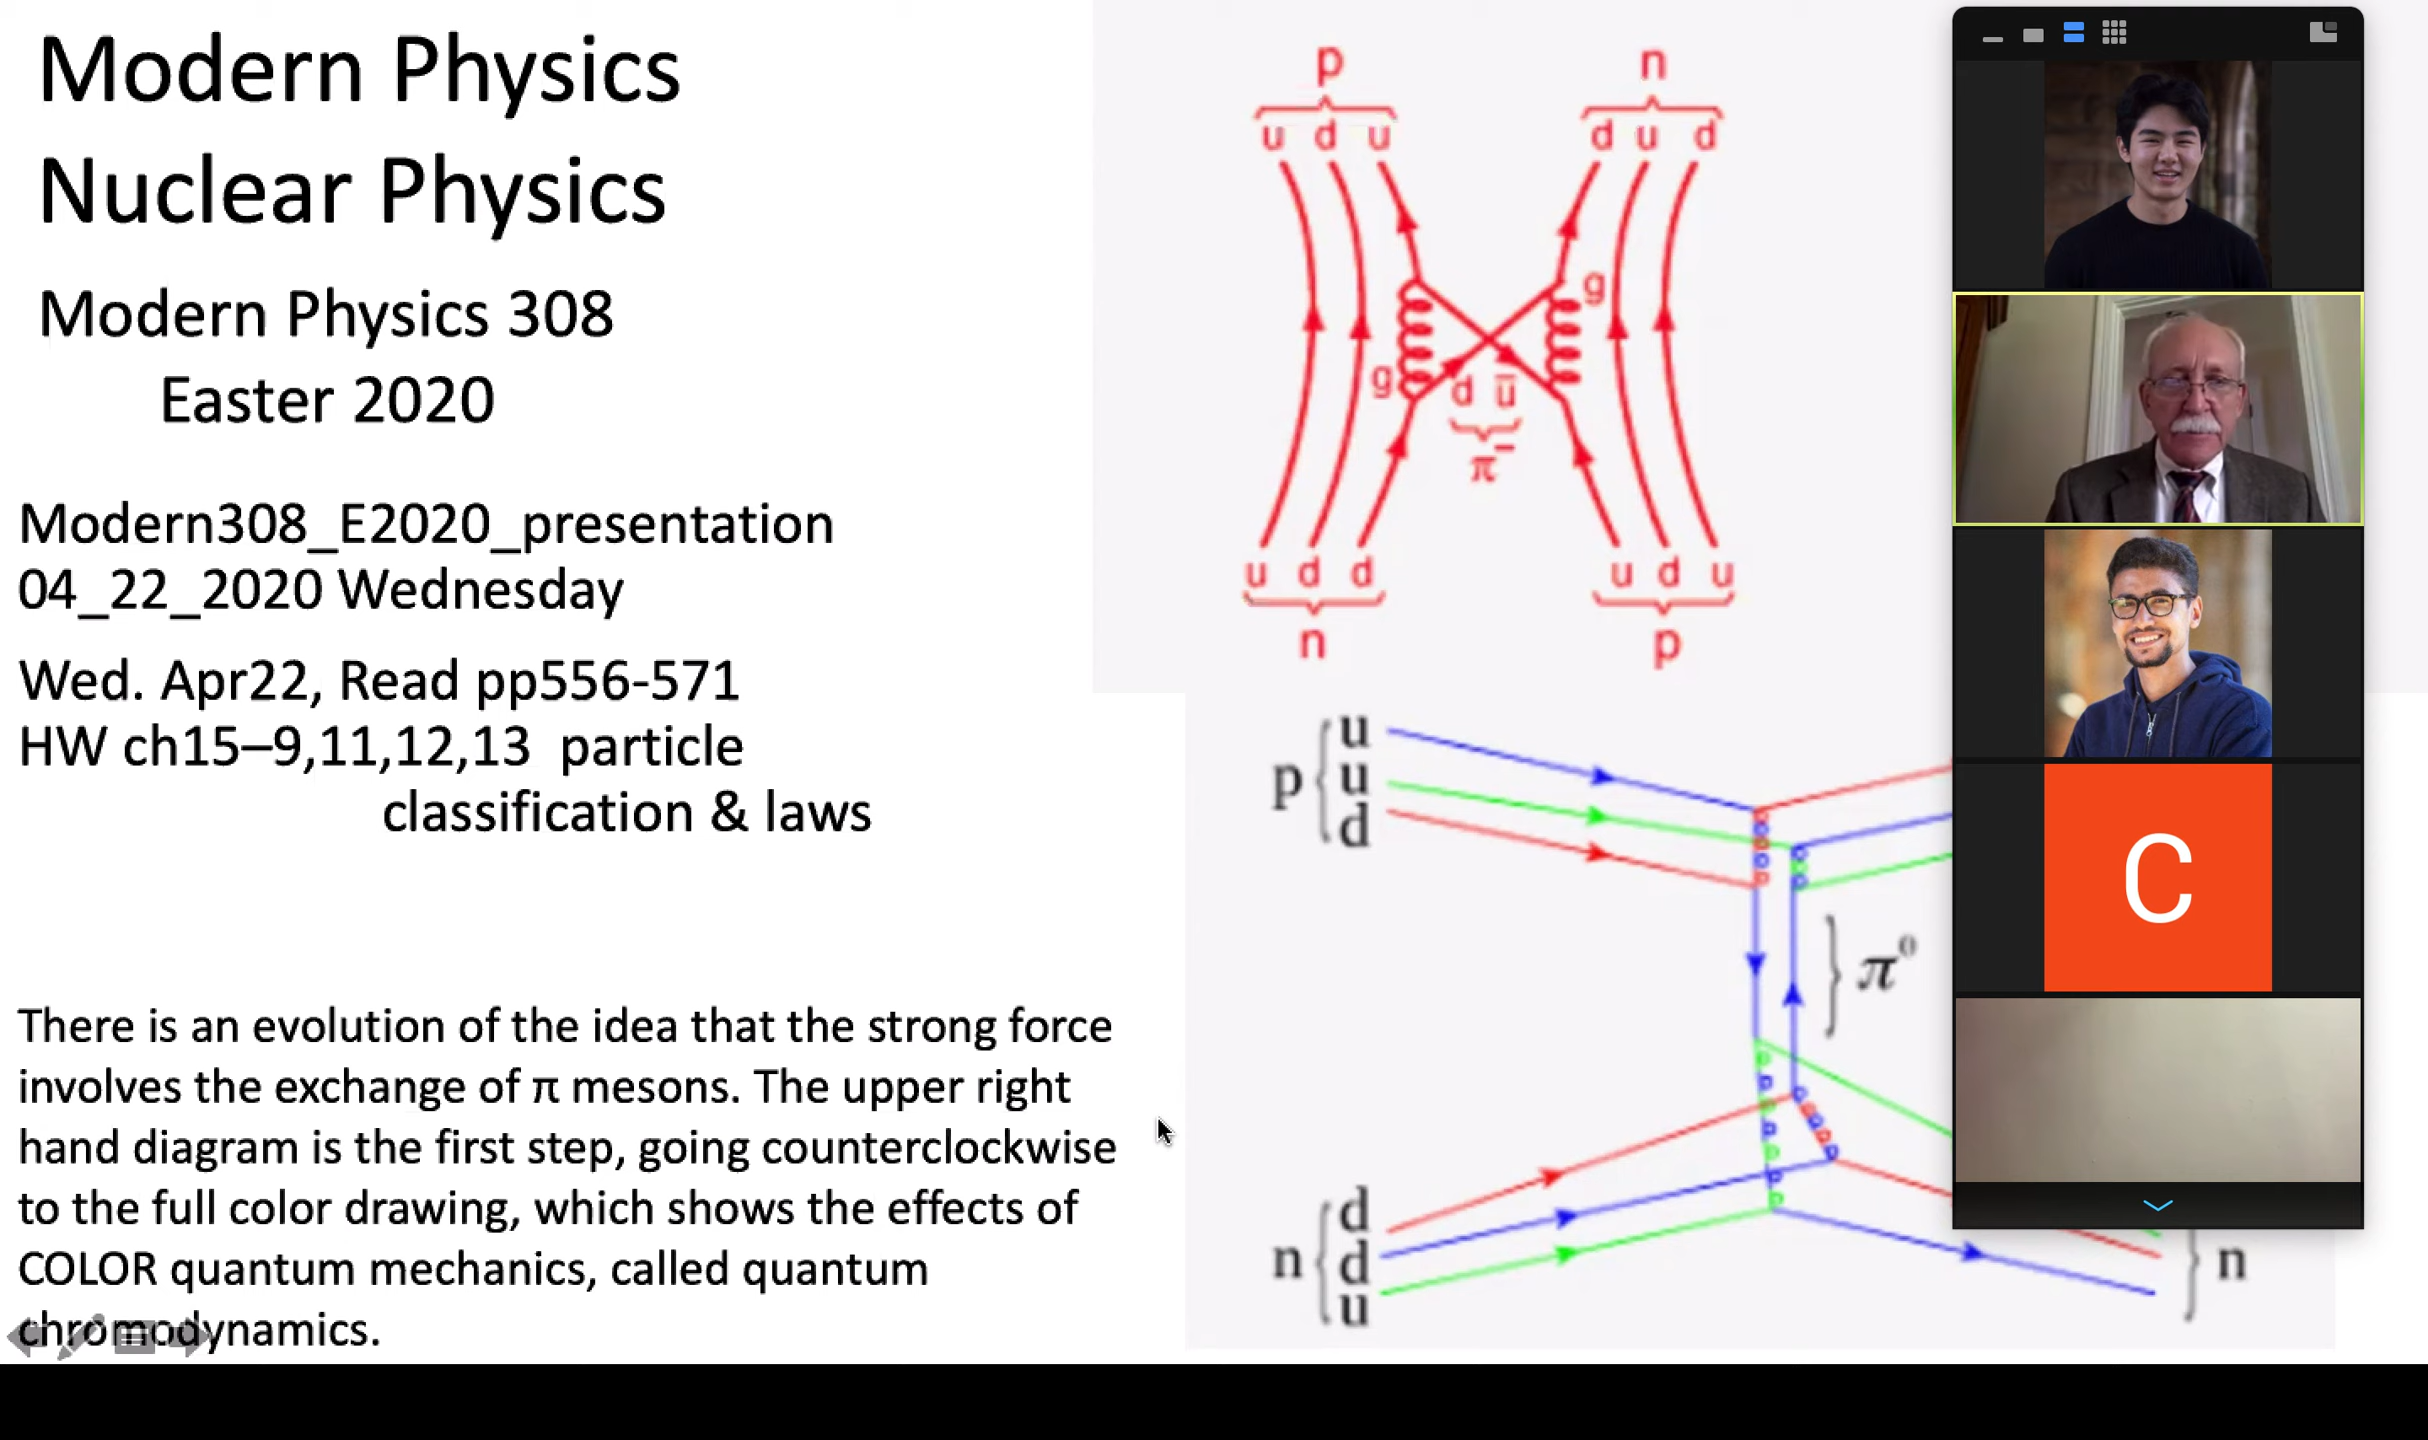 Modern Physics
Nuclear Physics
Modern Physics 308
Easter 2020
Modern308_E2020_presentation
04_22_2020 Wednesday
Wed. Apr22, Read pp556-571
HW ch15–9,11,12,13 particle
classification & laws
There is an evolution of the idea that the strong force
involves the exchange of π mesons. The upper right
hand diagram is the first step, going counterclockwise
to the full color drawing, which shows the effects of
COLOR quantum mechanics, called quantum
chromodynamics.
p n
u d u d u d
g
g d ū
π⁻
u d d u d u
n p
u
p u
d
π⁰
d
n d n
u
C